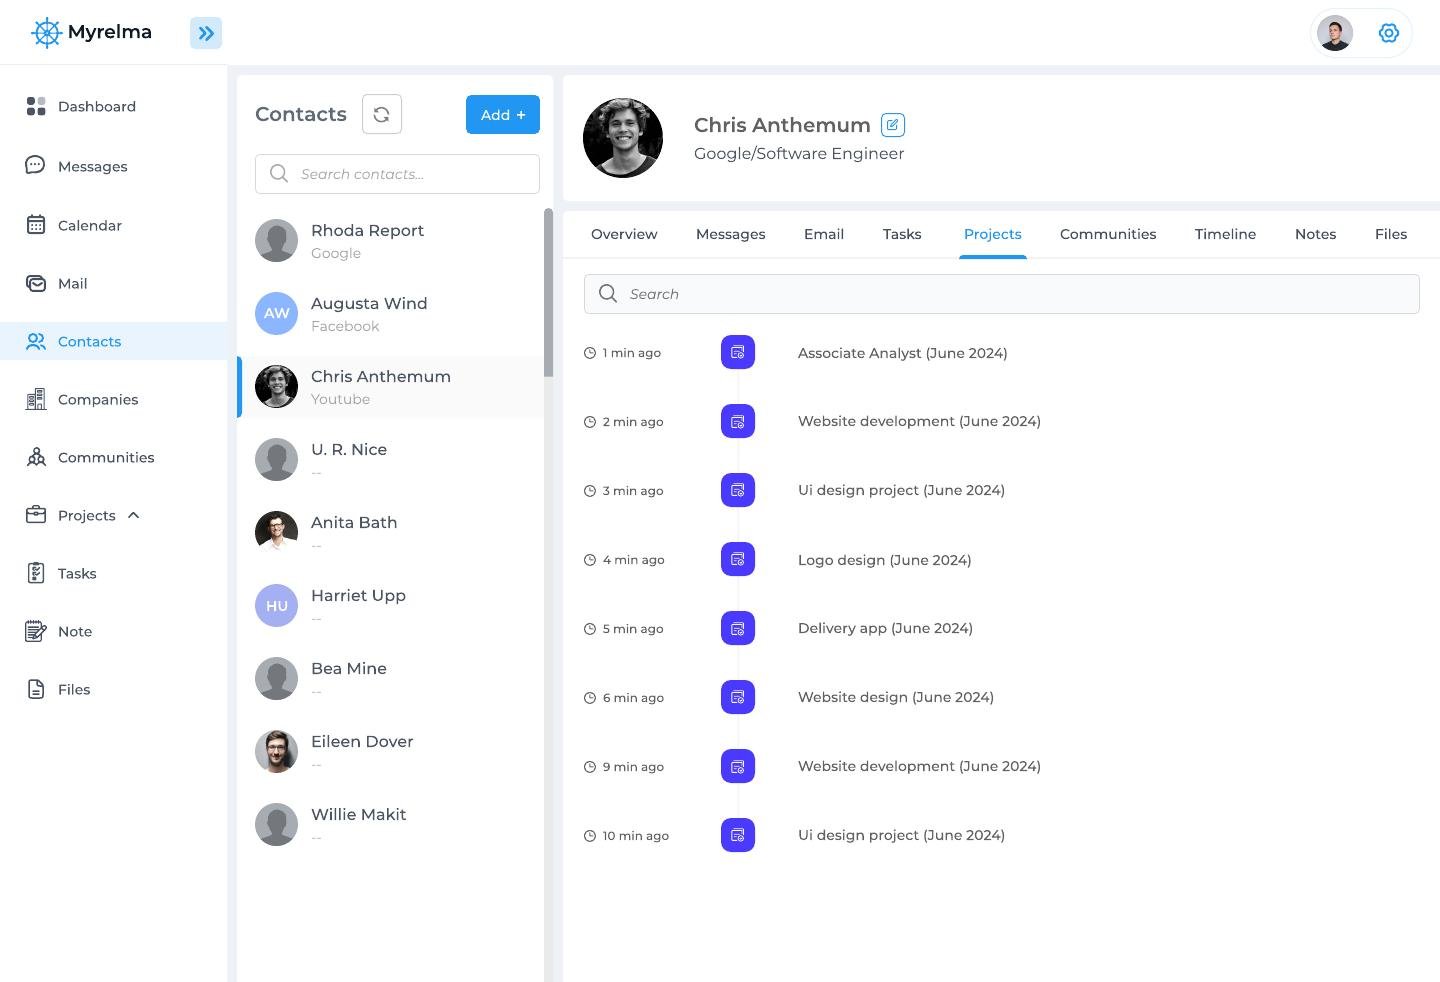 Myrelma
Dashboard
Messages
Calendar
Mail
Contacts
Companies
Communities
Projects
Tasks
Note
Files
Contacts
Add +
Search contacts...
Rhoda Report
Google
AW
Augusta Wind
Facebook
Chris Anthemum
Youtube
U. R. Nice
--
Anita Bath
--
HU
Harriet Upp
--
Bea Mine
--
Eileen Dover
--
Willie Makit
--
Chris Anthemum
Google/Software Engineer
Overview Messages Email Tasks Projects Communities Timeline Notes Files
Search
1 min ago Associate Analyst (June 2024)
2 min ago Website development (June 2024)
3 min ago Ui design project (June 2024)
4 min ago Logo design (June 2024)
5 min ago Delivery app (June 2024)
6 min ago Website design (June 2024)
9 min ago Website development (June 2024)
10 min ago Ui design project (June 2024)